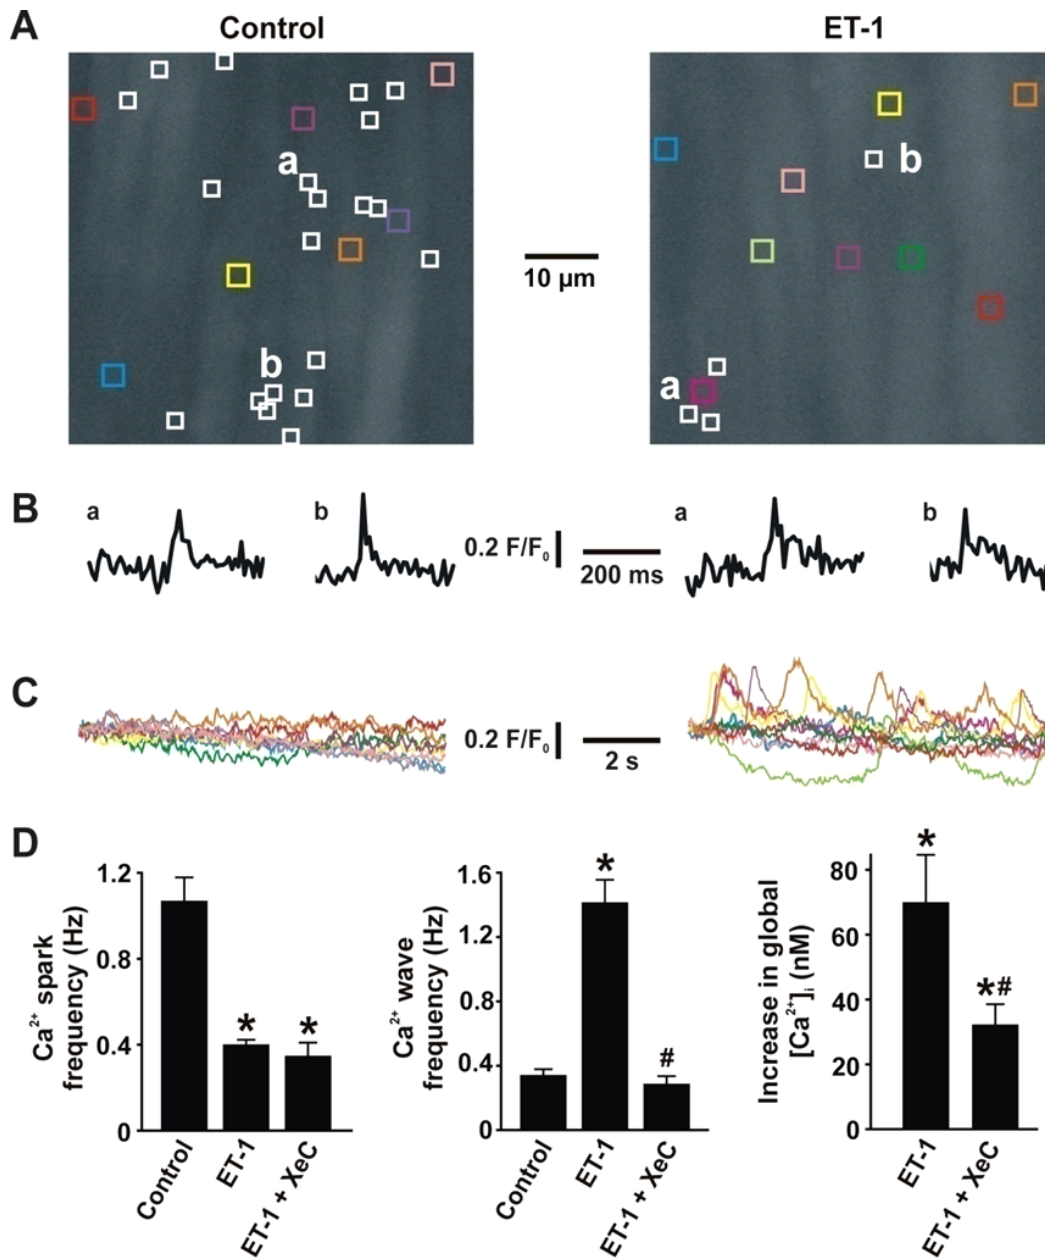 A
Control
ET-1
a
b
10 µm
b
a
B
a
b
0.2 F/F₀
200 ms
a
b
C
0.2 F/F₀
2 s
D
Ca²⁺ spark
frequency (Hz)
1.2
0.8
0.4
0
*
*
Control
ET-1
ET-1 + XeC
Ca²⁺ wave
frequency (Hz)
1.6
1.2
0.8
0.4
0
*
#
Control
ET-1
ET-1 + XeC
Increase in global
[Ca²⁺]ᵢ (nM)
80
60
40
20
0
*
*#
ET-1
ET-1 + XeC